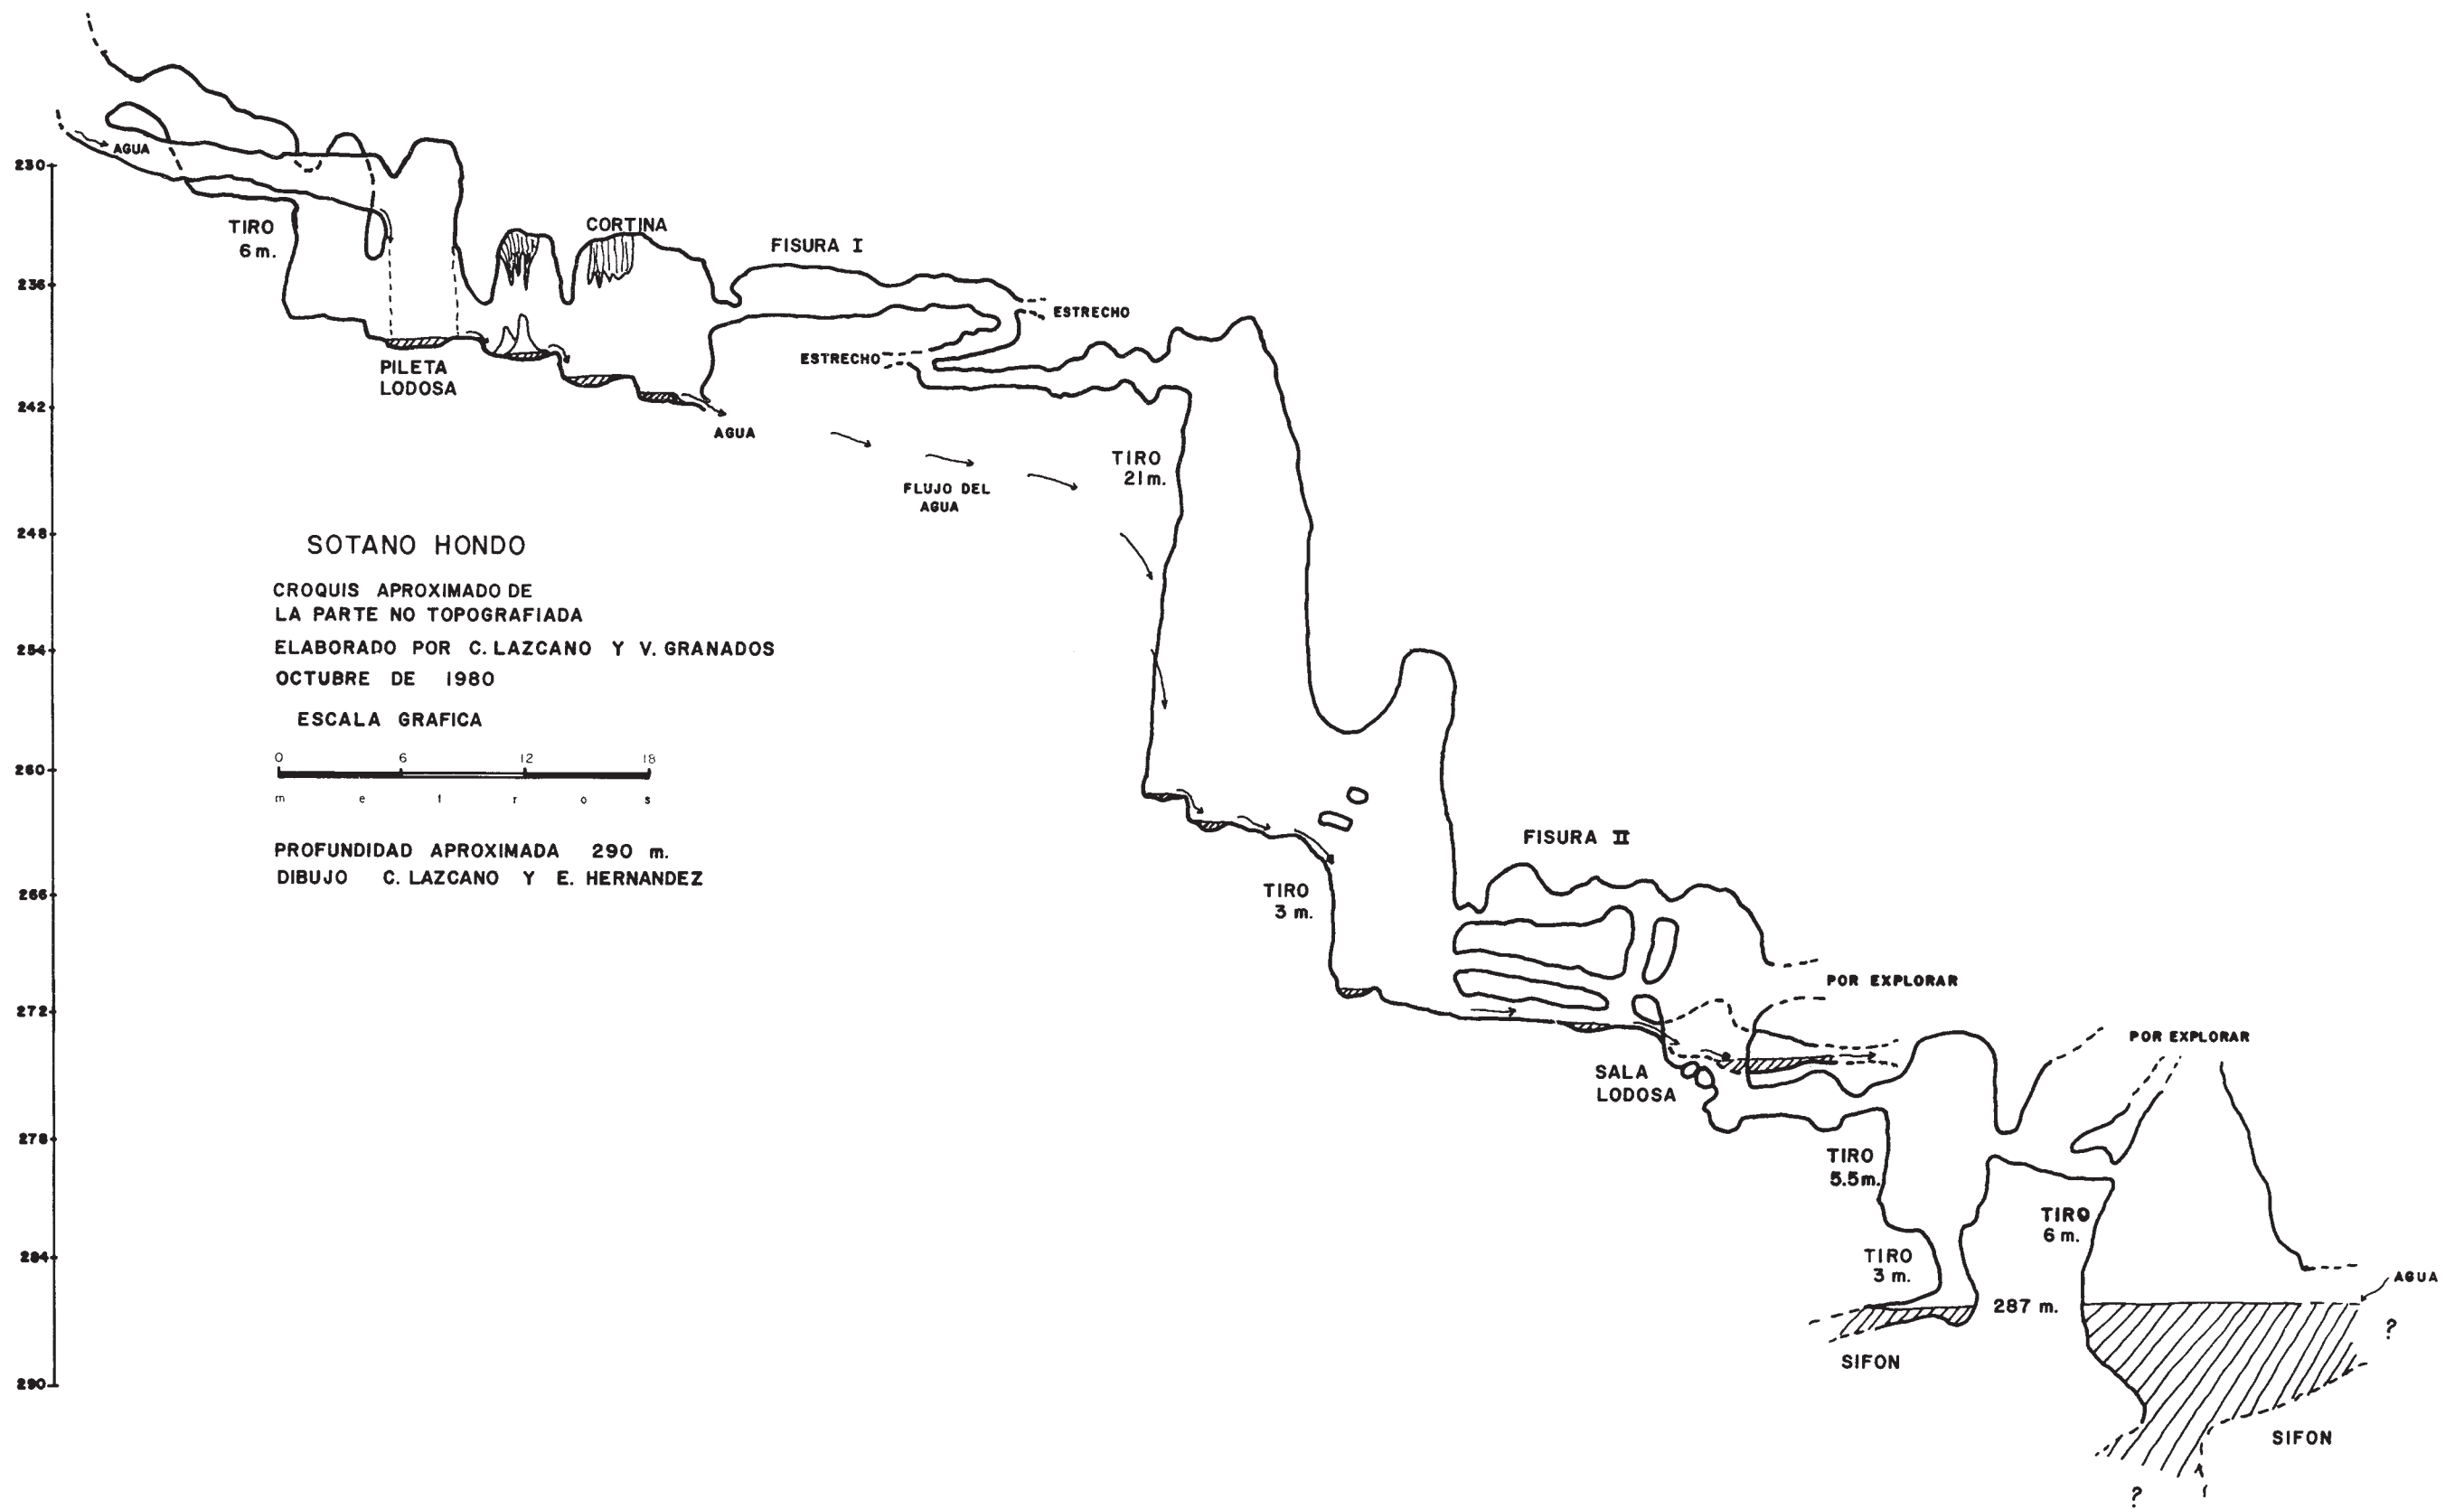 AGUA
230
TIRO
6 m.
CORTINA
FISURA I
236
ESTRECHO
ESTRECHO
PILETA
LODOSA
242
AGUA
TIRO
21 m.
FLUJO DEL
AGUA
248
SOTANO HONDO
CROQUIS APROXIMADO DE
LA PARTE NO TOPOGRAFIADA
ELABORADO POR C. LAZCANO Y V. GRANADOS
OCTUBRE DE 1980
254
ESCALA GRAFICA
0 6 12 18
m e t r o s
260
PROFUNDIDAD APROXIMADA 290 m.
DIBUJO C. LAZCANO Y E. HERNANDEZ
FISURA II
266
TIRO
3 m.
POR EXPLORAR
272
POR EXPLORAR
SALA
LODOSA
278
TIRO
5.5 m.
TIRO
6 m.
284
TIRO
3 m.
AGUA
287 m.
?
SIFON
290
SIFON
?